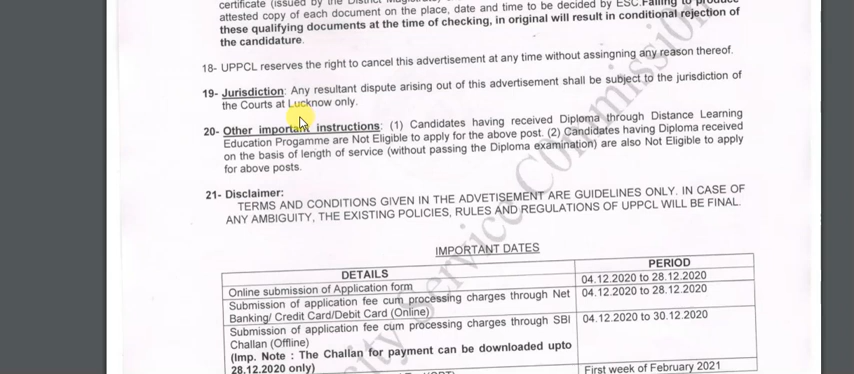 certificate (issued by the District
attested copy of each document on the place, date and time to be decided by ESC.Failing to produce
these qualifying documents at the time of checking, in original will result in conditional rejection of
the candidature.
18- UPPCL reserves the right to cancel this advertisement at any time without assingning any reason thereof.
19- Jurisdiction: Any resultant dispute arising out of this advertisement shall be subject to the jurisdiction of
the Courts at Lucknow only.
20- Other important instructions: (1) Candidates having received Diploma through Distance Learning
Education Progamme are Not Eligible to apply for the above post. (2) Candidates having Diploma received
on the basis of length of service (without passing the Diploma examination) are also Not Eligible to apply
for above posts.
21- Disclaimer:
TERMS AND CONDITIONS GIVEN IN THE ADVETISEMENT ARE GUIDELINES ONLY. IN CASE OF
ANY AMBIGUITY, THE EXISTING POLICIES, RULES AND REGULATIONS OF UPPCL WILL BE FINAL.
IMPORTANT DATES
DETAILS PERIOD
Online submission of Application form 04.12.2020 to 28.12.2020
Submission of application fee cum processing charges through Net 04.12.2020 to 28.12.2020
Banking/ Credit Card/Debit Card (Online)
Submission of application fee cum processing charges through SBI 04.12.2020 to 30.12.2020
Challan (Offline)
(Imp. Note : The Challan for payment can be downloaded upto
28.12.2020 only)
First week of February 2021
Service Commission